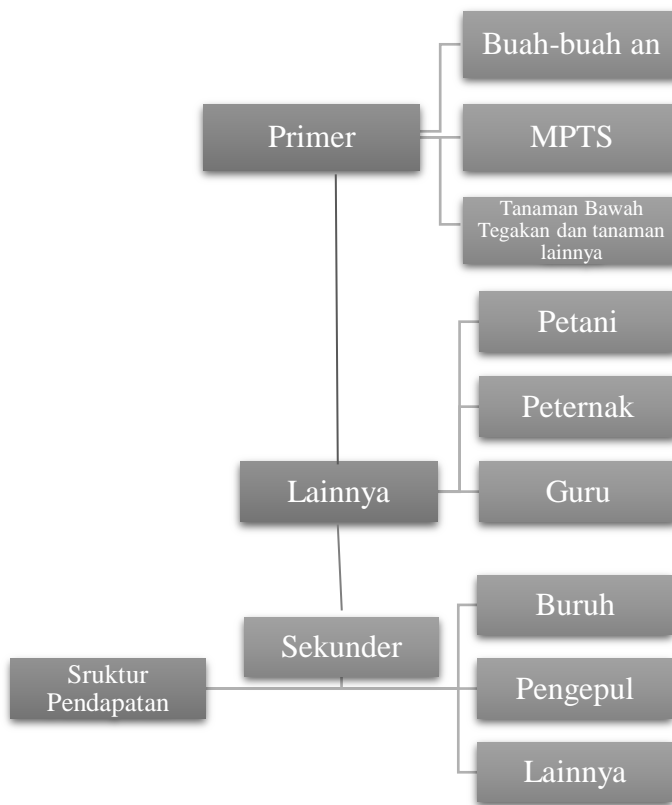 Buah-buah an
Primer
MPTS
Tanaman Bawah
Tegakan dan tanaman
lainnya
Petani
Peternak
Lainnya
Guru
Buruh
Sekunder
Sruktur
Pendapatan
Pengepul
Lainnya